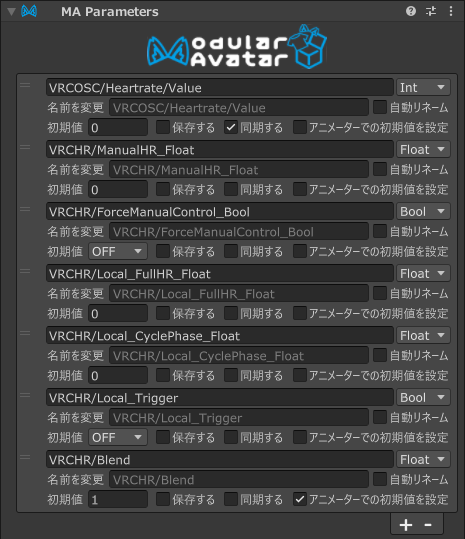 MA Parameters
Modular Avatar
VRCOSC/Heartrate/Value Int
名前を変更 VRCOSC/Heartrate/Value 自動リネーム
初期値 0 保存する 同期する アニメーターでの初期値を設定
VRCHR/ManualHR_Float Float
名前を変更 VRCHR/ManualHR_Float 自動リネーム
初期値 0 保存する 同期する アニメーターでの初期値を設定
VRCHR/ForceManualControl_Bool Bool
名前を変更 VRCHR/ForceManualControl_Bool 自動リネーム
初期値 OFF 保存する 同期する アニメーターでの初期値を設定
VRCHR/Local_FullHR_Float Float
名前を変更 VRCHR/Local_FullHR_Float 自動リネーム
初期値 0 保存する 同期する アニメーターでの初期値を設定
VRCHR/Local_CyclePhase_Float Float
名前を変更 VRCHR/Local_CyclePhase_Float 自動リネーム
初期値 0 保存する 同期する アニメーターでの初期値を設定
VRCHR/Local_Trigger Bool
名前を変更 VRCHR/Local_Trigger 自動リネーム
初期値 OFF 保存する 同期する アニメーターでの初期値を設定
VRCHR/Blend Float
名前を変更 VRCHR/Blend 自動リネーム
初期値 1 保存する 同期する アニメーターでの初期値を設定
+ -